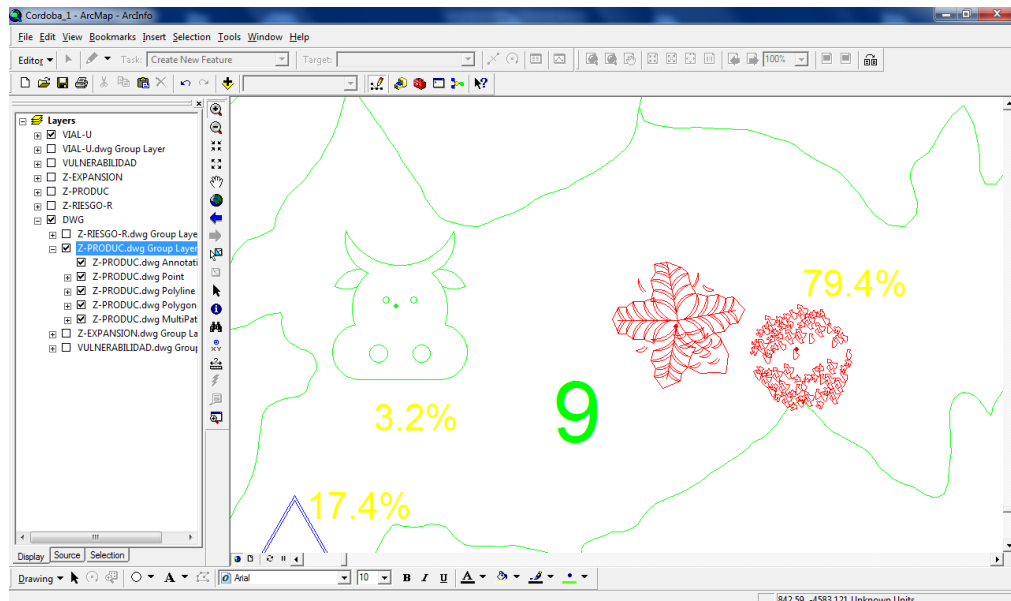 Cordoba_1 - ArcMap - ArcInfo
File Edit View Bookmarks Insert Selection Tools Window Help
Editor Task: Create New Feature Target: 100%
Layers
VIAL-U
VIAL-U.dwg Group Layer
VULNERABILIDAD
Z-EXPANSION
Z-PRODUC
Z-RIESGO-R
DWG
Z-RIESGO-R.dwg Group Laye
Z-PRODUC.dwg Group Layer
Z-PRODUC.dwg Annotati
Z-PRODUC.dwg Point
Z-PRODUC.dwg Polyline
Z-PRODUC.dwg Polygon
Z-PRODUC.dwg MultiPat
Z-EXPANSION.dwg Group La
VULNERABILIDAD.dwg Group
XY
79.4%
3.2%
9
17.4%
Display Source Selection
Drawing A Arial 10 B I U A
842.59 -4583.121 Unknown Units